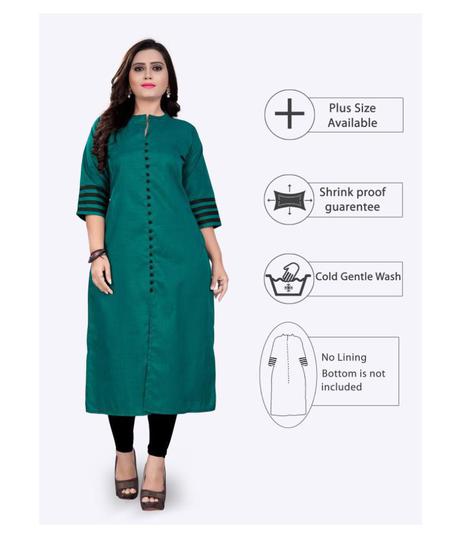 Plus Size
Available
Shrink proof
guarentee
Cold Gentle Wash
No Lining
Bottom is not
included